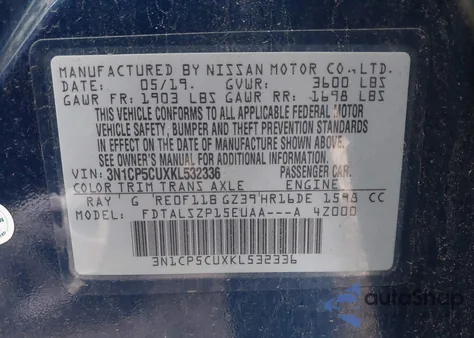 MANUFACTURED BY NISSAN MOTOR CO., LTD.
DATE: 05/19. GVWR: 3600 LBS
GAWR FR: 1903 LBS GAWR RR: 1698 LBS
THIS VEHICLE CONFORMS TO ALL APPLICABLE FEDERAL MOTOR
VEHICLE SAFETY, BUMPER AND THEFT PREVENTION STANDARDS
IN EFFECT ON THE DATE OF MANUFACTURE SHOWN ABOVE.
SEE OWNER'S MANUAL FOR ADDITIONAL INFORMATION.
VIN: 3N1CP5CUXKL532336 PASSENGER CAR.
COLOR TRIM TRANS AXLE ENGINE
RAY G RE0F11B GZ39 HR16DE 1598 CC
MODEL: FDTALSZP15EUAA---A 4Z000
3N1CP5CUXKL532336
autoSnap